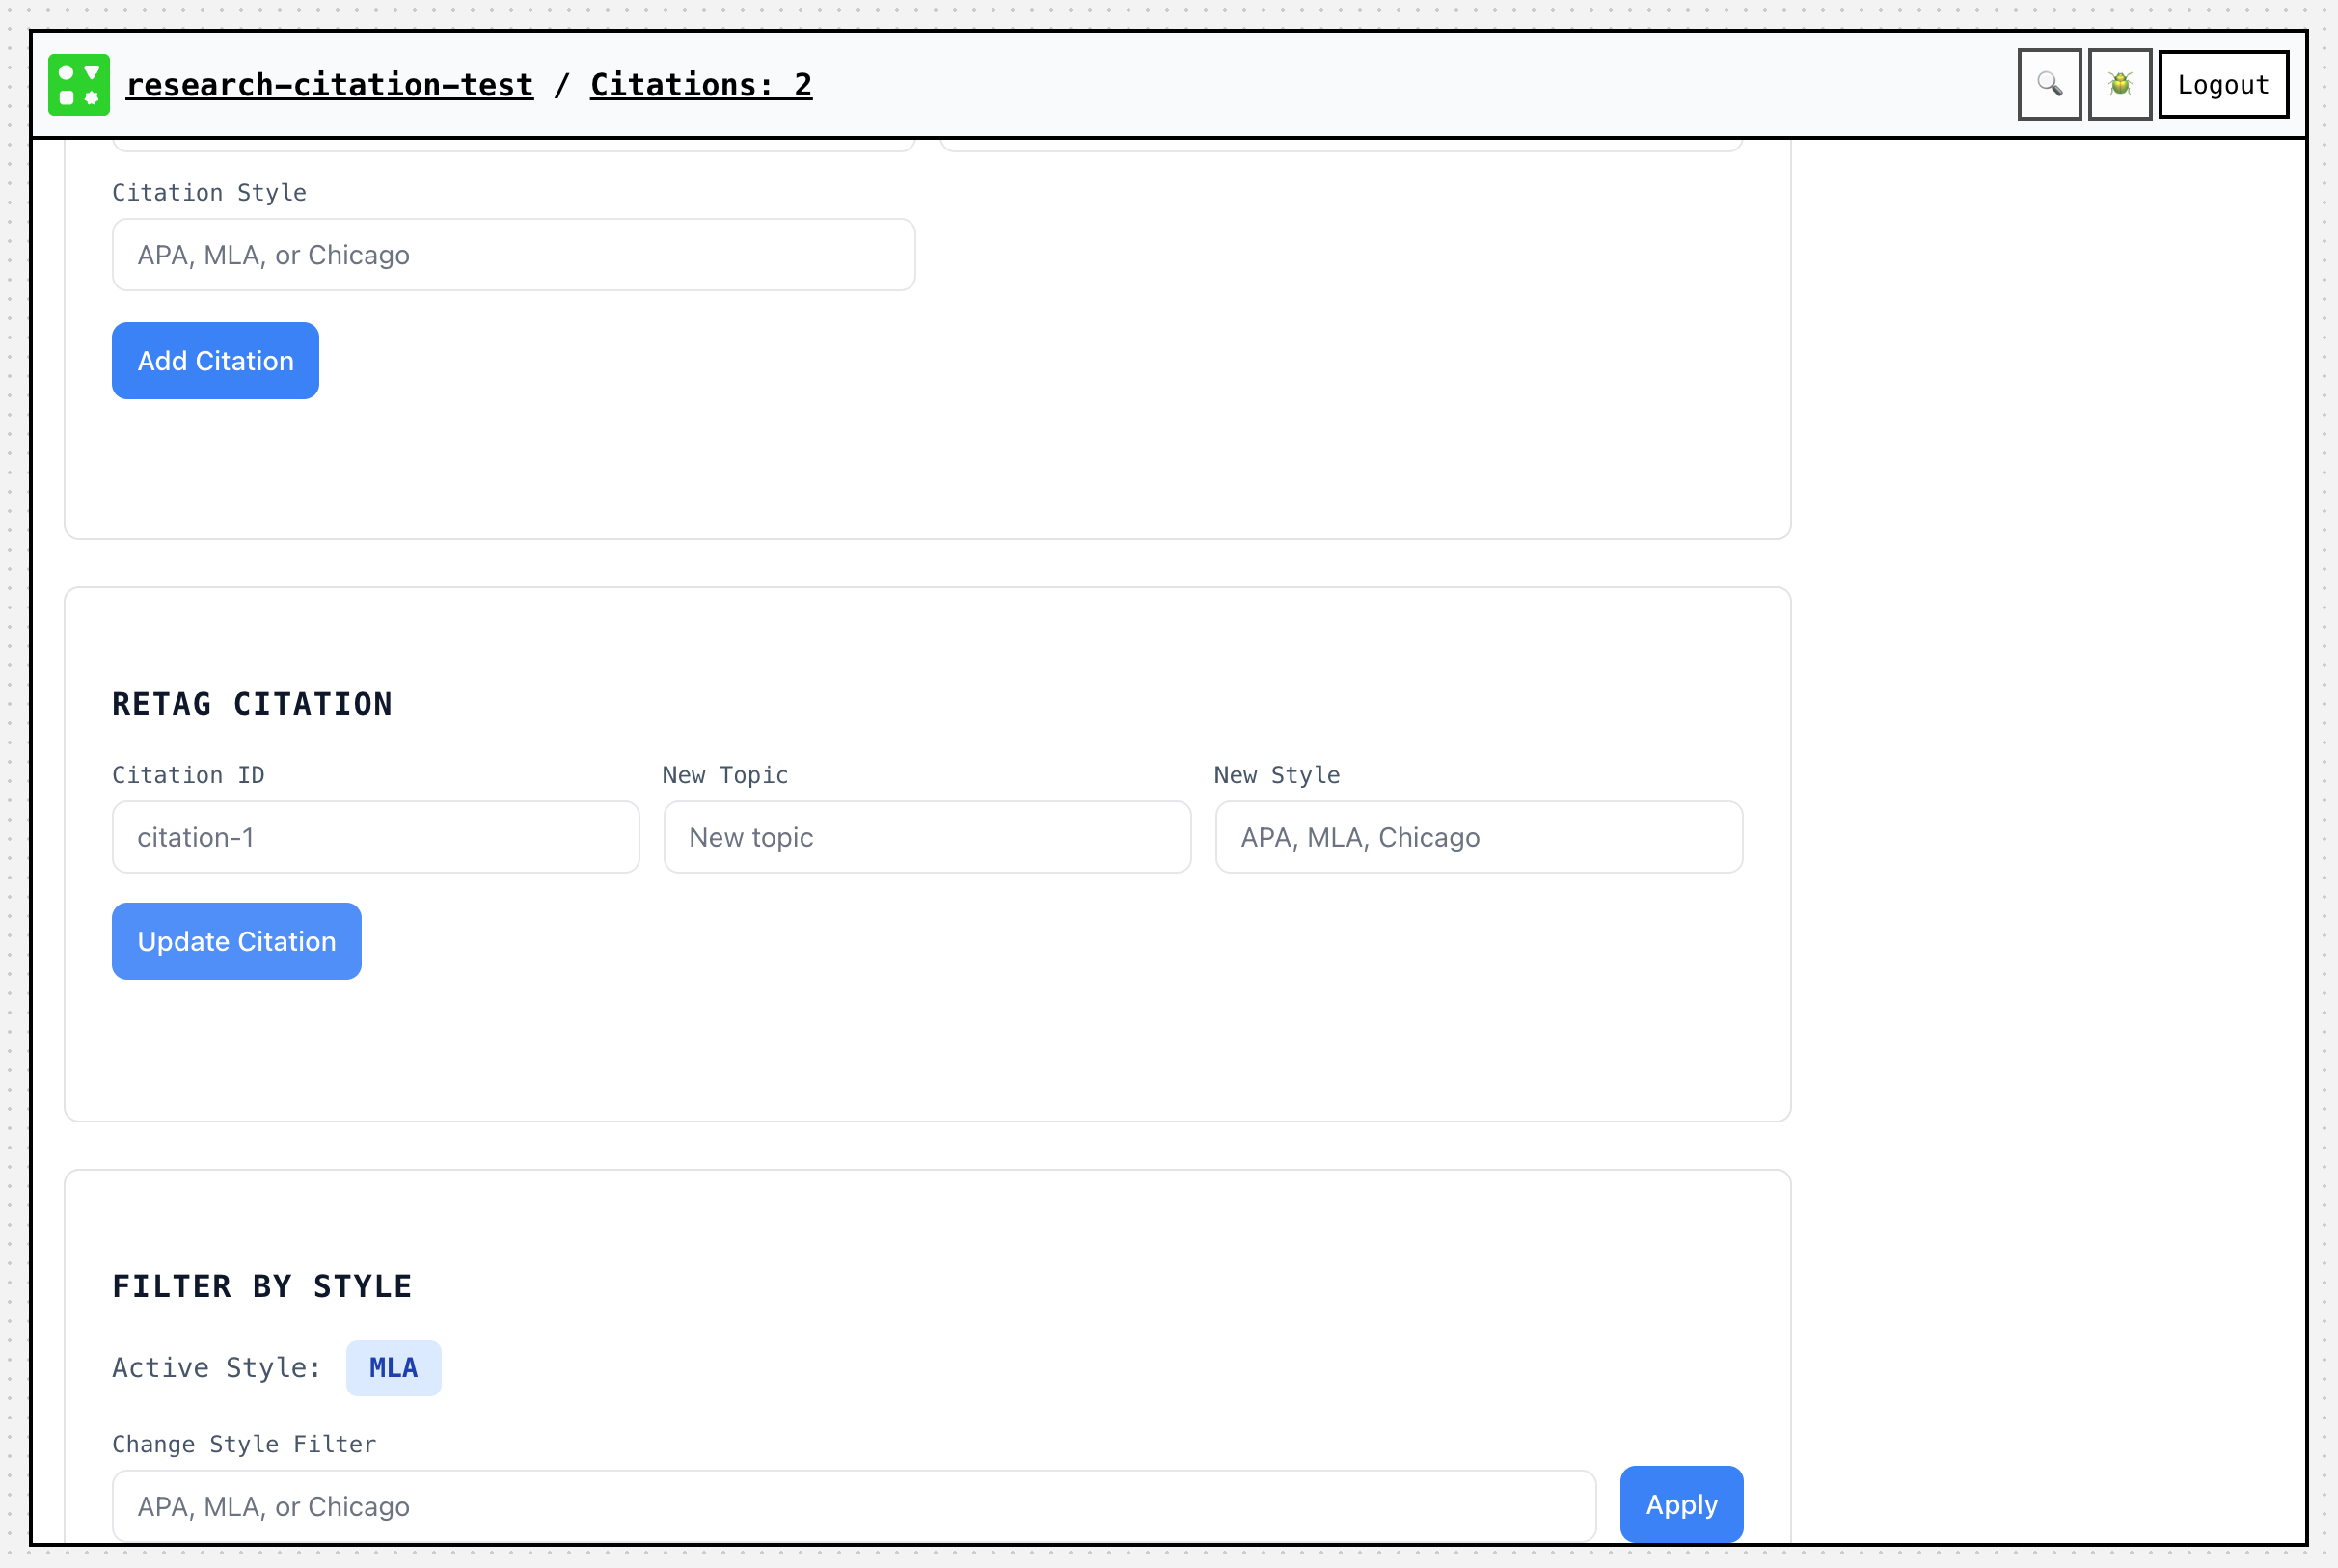 research-citation-test / Citations: 2
Logout
Citation Style
APA, MLA, or Chicago
Add Citation
RETAG CITATION
Citation ID
New Topic
New Style
citation-1
New topic
APA, MLA, Chicago
Update Citation
FILTER BY STYLE
Active Style: MLA
Change Style Filter
APA, MLA, or Chicago
Apply